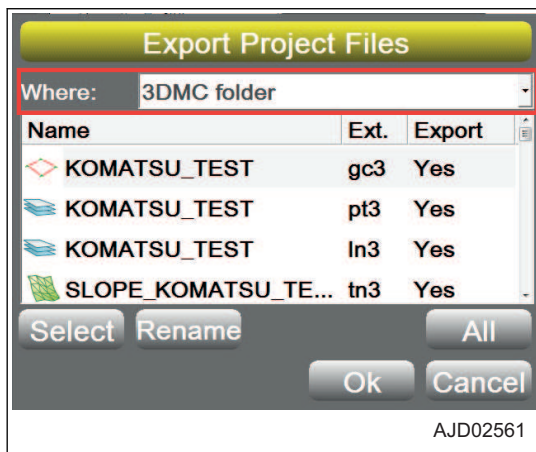 Export Project Files
Where: 3DMC folder
Name Ext. Export
KOMATSU_TEST gc3 Yes
KOMATSU_TEST pt3 Yes
KOMATSU_TEST ln3 Yes
SLOPE_KOMATSU_TE... tn3 Yes
Select Rename All
Ok Cancel
AJD02561